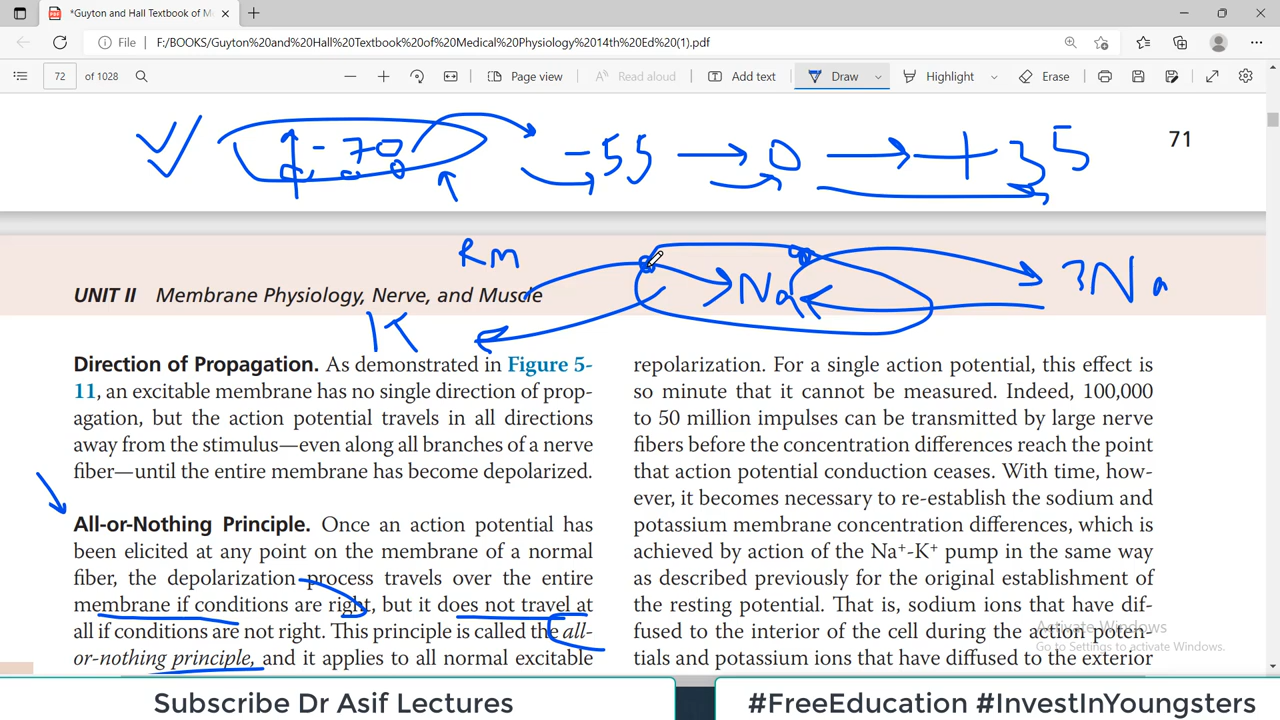 *Guyton and Hall Textbook of M
File F:/BOOKS/Guyton%20and%20Hall%20Textbook%20of%20Medical%20Physiology%2014th%20Ed%20(1).pdf
72 of 1028 Page view Read aloud Add text Draw Highlight Erase
-70 -55 0 +35
71
RM
Na 3Na
1K
UNIT II Membrane Physiology, Nerve, and Muscle
Direction of Propagation. As demonstrated in Figure 5-
11, an excitable membrane has no single direction of prop-
agation, but the action potential travels in all directions
away from the stimulus—even along all branches of a nerve
fiber—until the entire membrane has become depolarized.
All-or-Nothing Principle. Once an action potential has
been elicited at any point on the membrane of a normal
fiber, the depolarization process travels over the entire
membrane if conditions are right, but it does not travel at
all if conditions are not right. This principle is called the all-
or-nothing principle, and it applies to all normal excitable
repolarization. For a single action potential, this effect is
so minute that it cannot be measured. Indeed, 100,000
to 50 million impulses can be transmitted by large nerve
fibers before the concentration differences reach the point
that action potential conduction ceases. With time, how-
ever, it becomes necessary to re-establish the sodium and
potassium membrane concentration differences, which is
achieved by action of the Na⁺-K⁺ pump in the same way
as described previously for the original establishment of
the resting potential. That is, sodium ions that have dif-
fused to the interior of the cell during the action poten-
tials and potassium ions that have diffused to the exterior
Activate Windows
Go to Settings to activate Windows.
Subscribe Dr Asif Lectures
#FreeEducation #InvestInYoungsters